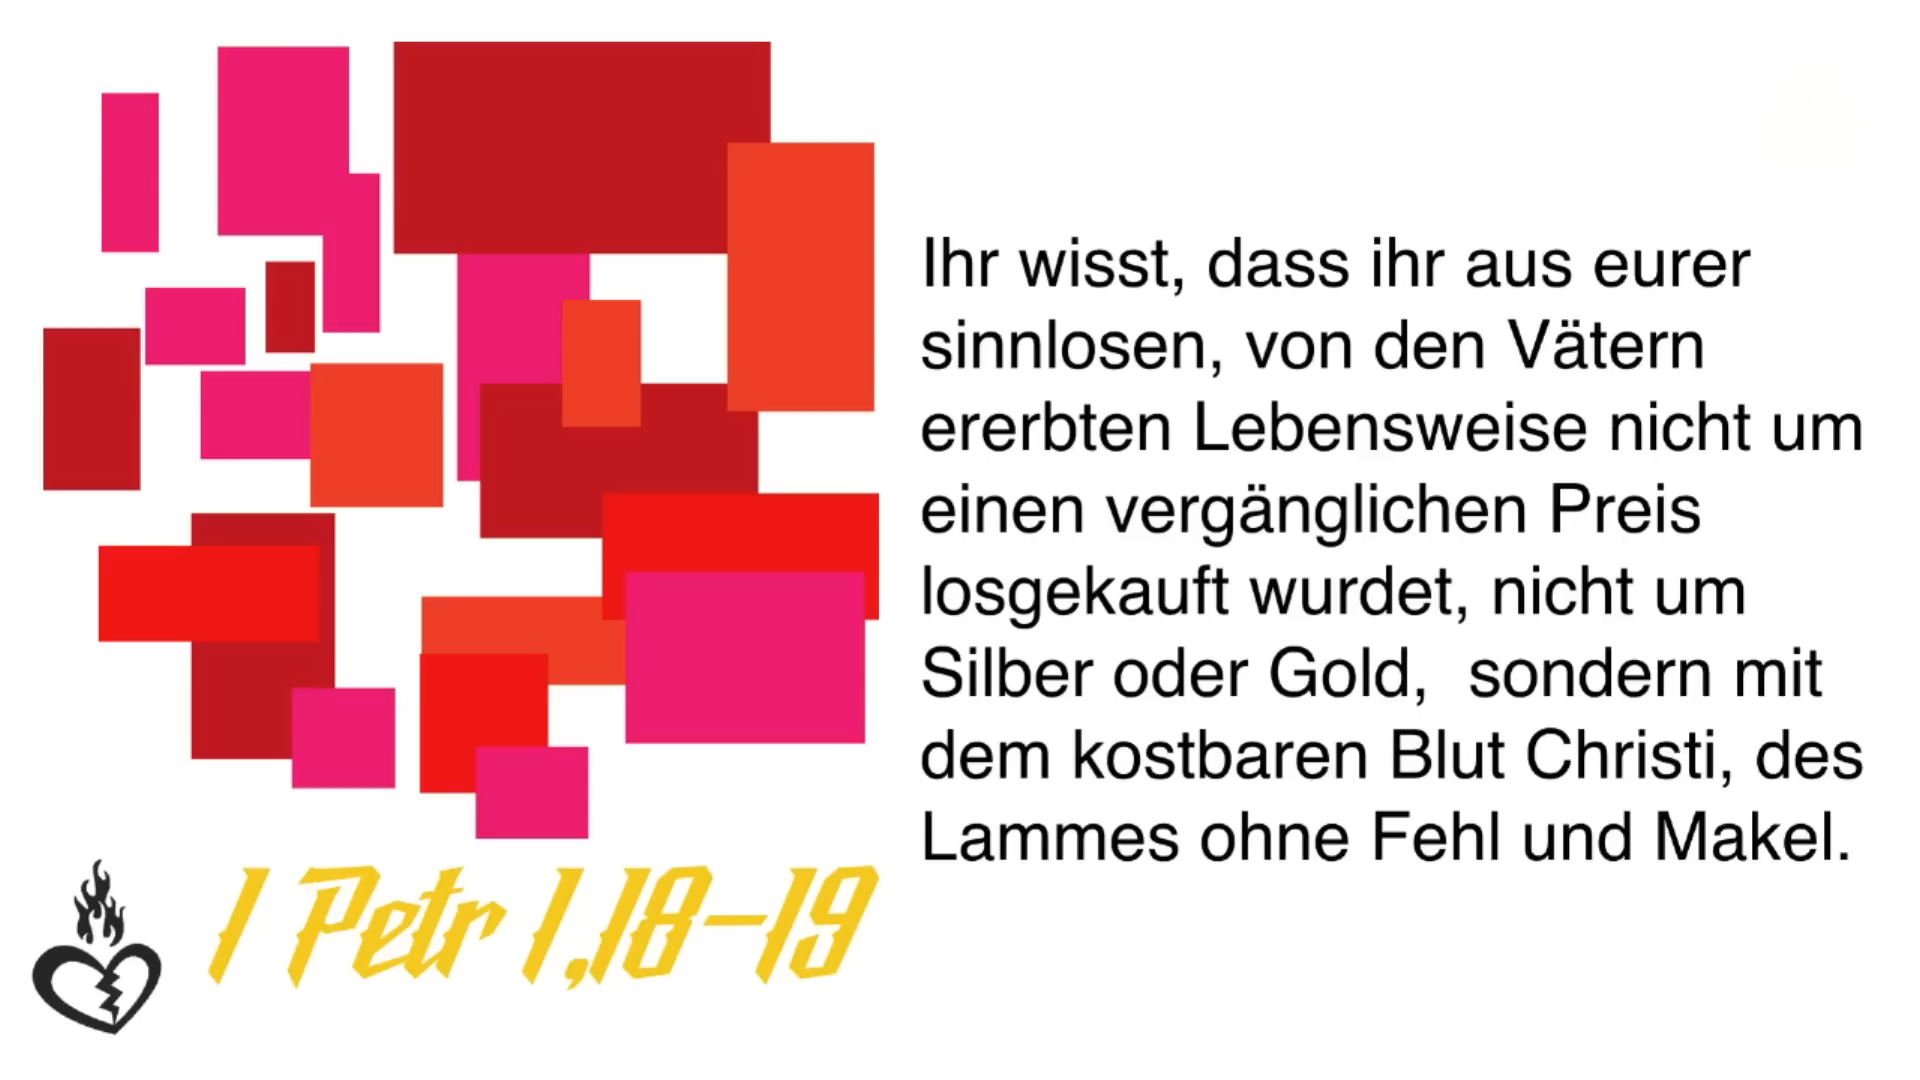 Ihr wisst, dass ihr aus eurer
sinnlosen, von den Vätern
ererbten Lebensweise nicht um
einen vergänglichen Preis
losgekauft wurdet, nicht um
Silber oder Gold,  sondern mit
dem kostbaren Blut Christi, des
Lammes ohne Fehl und Makel.
1 Petr 1,18-19